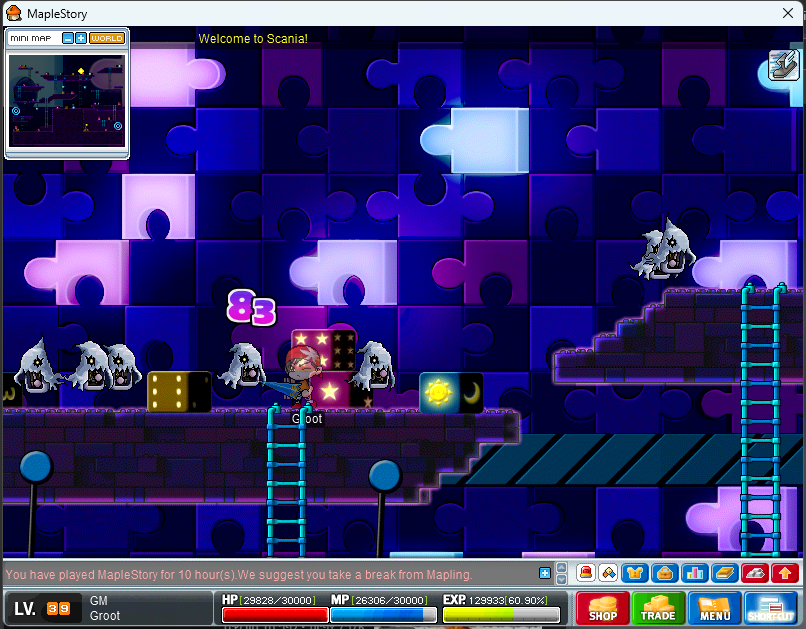 MapleStory
MINI MAP
WORLD
Welcome to Scania!
83
Groot
You have played MapleStory for 10 hour(s).We suggest you take a break from Mapling.
LV. 39
GM
Groot
HP[29828/30000] MP[26306/30000] EXP 129933[60.90%]
SHOP
TRADE
MENU
SHORTCUT